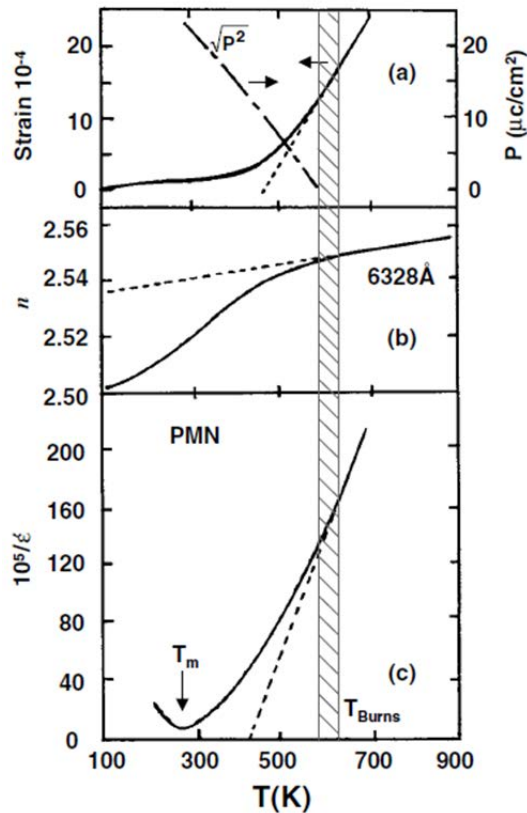 Strain 10⁻⁴
20
10
0
√P²
(a)
20
10
0
P (μc/cm²)
n
2.56
2.54
2.52
2.50
6328Å
(b)
10⁵/ε'
200
160
120
80
40
0
PMN
Tm
(c)
TBurns
100 300 500 700 900
T(K)